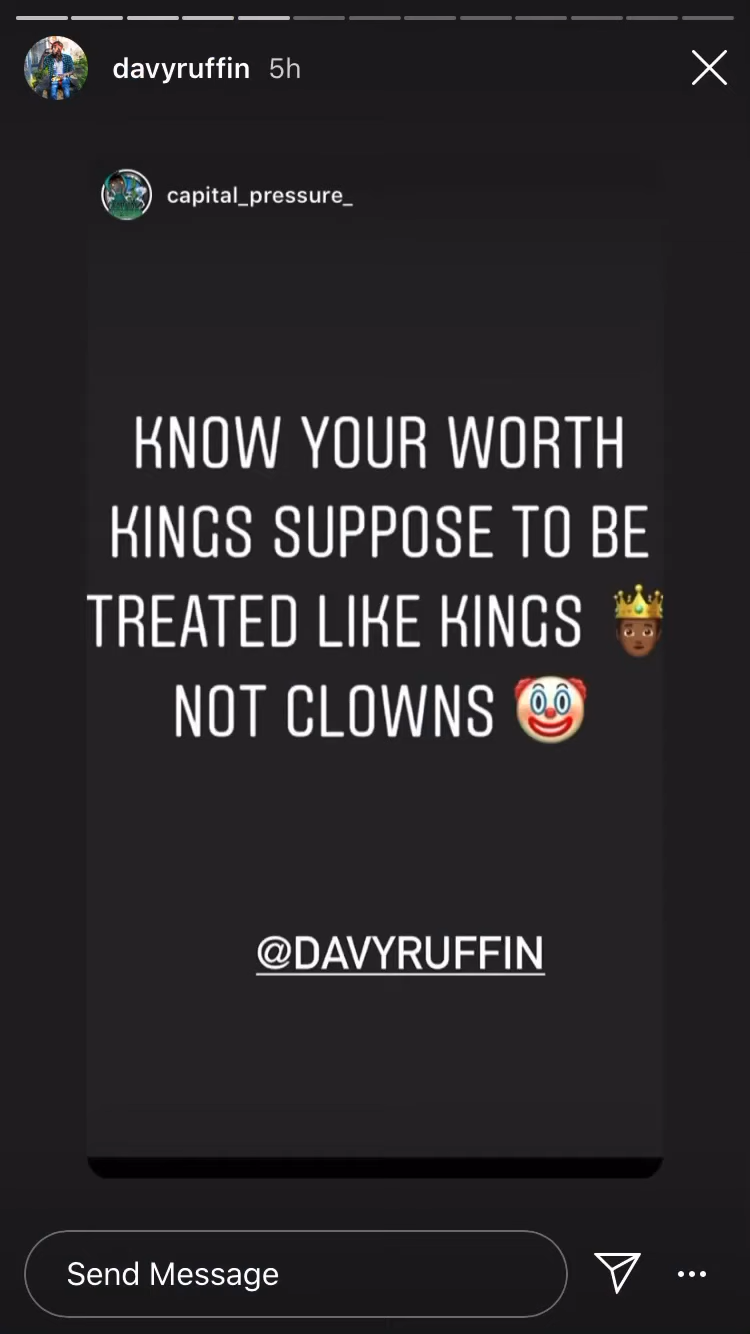 davyruffin 5h
capital_pressure_
KNOW YOUR WORTH
KINGS SUPPOSE TO BE
TREATED LIKE KINGS 🤴🏾
NOT CLOWNS 🤡
@DAVYRUFFIN
Send Message